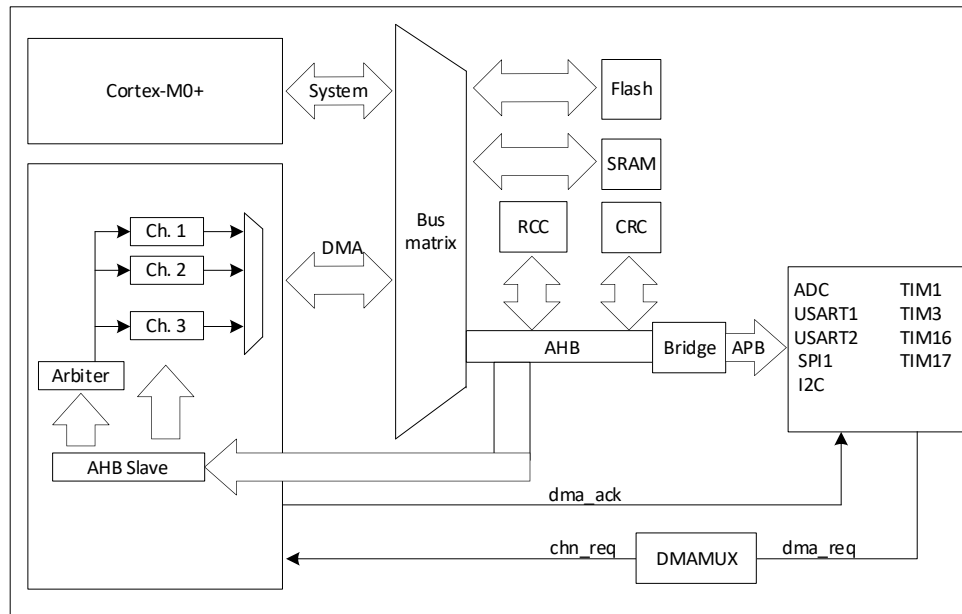 Cortex-M0+
System
Flash
SRAM
RCC
CRC
Bus
matrix
Ch. 1
Ch. 2
Ch. 3
DMA
Arbiter
AHB Slave
AHB
Bridge
APB
ADC
TIM1
USART1
TIM3
USART2
TIM16
SPI1
TIM17
I2C
dma_ack
chn_req
DMAMUX
dma_req